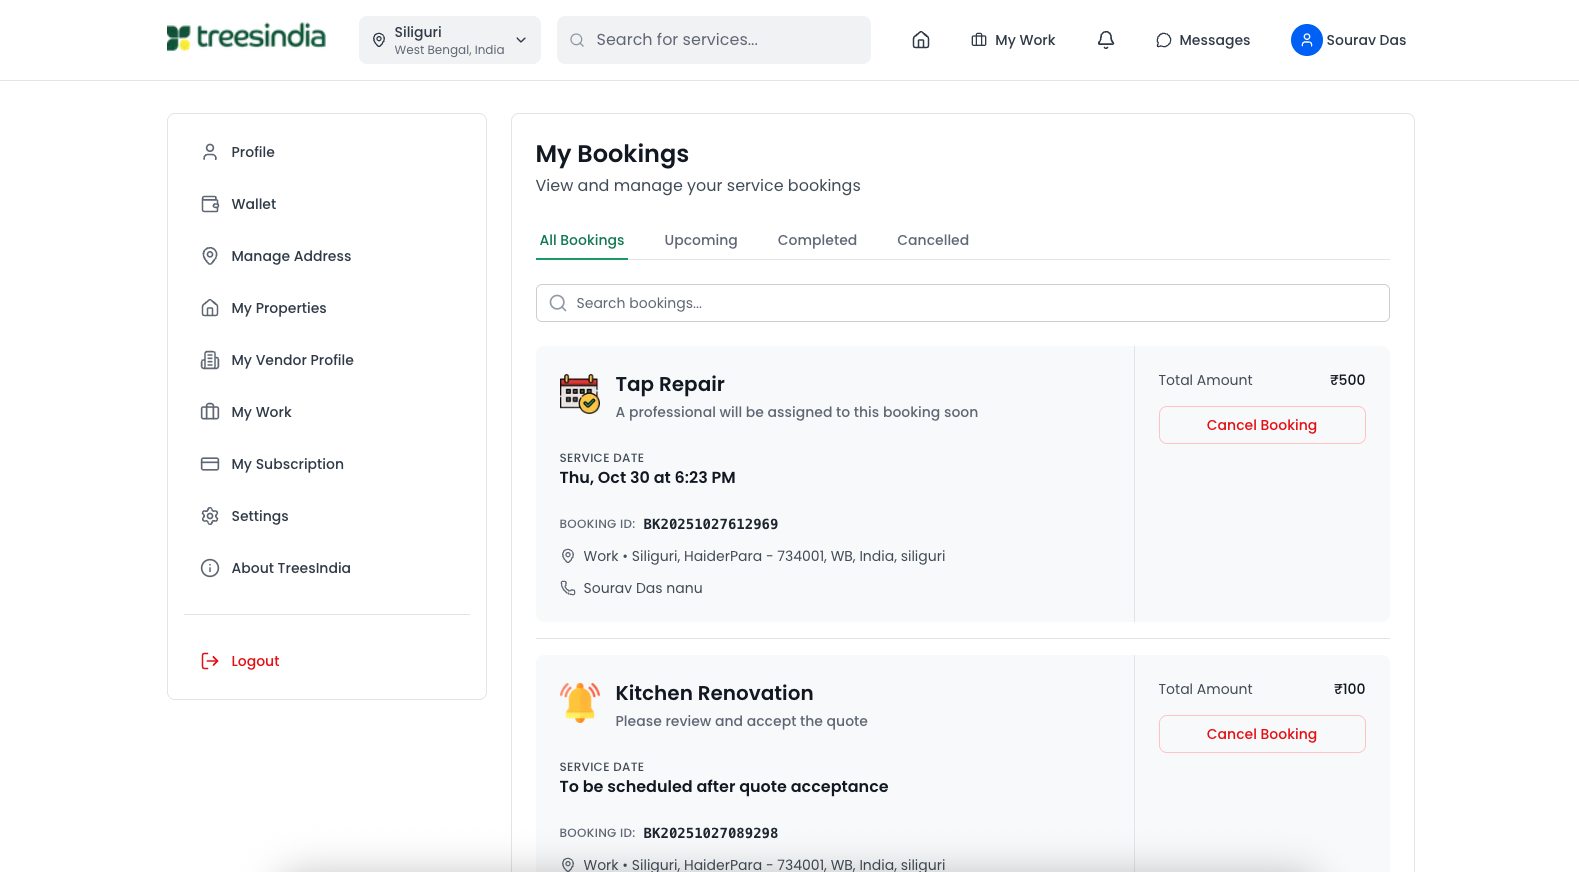 treesindia
Siliguri
West Bengal, India
Search for services...
My Work
Messages
Sourav Das
Profile
Wallet
Manage Address
My Properties
My Vendor Profile
My Work
My Subscription
Settings
About TreesIndia
Logout
My Bookings
View and manage your service bookings
All Bookings
Upcoming
Completed
Cancelled
Search bookings...
Tap Repair
A professional will be assigned to this booking soon
SERVICE DATE
Thu, Oct 30 at 6:23 PM
BOOKING ID: BK20251027612969
Work • Siliguri, HaiderPara - 734001, WB, India, siliguri
Sourav Das nanu
Total Amount ₹500
Cancel Booking
Kitchen Renovation
Please review and accept the quote
SERVICE DATE
To be scheduled after quote acceptance
BOOKING ID: BK20251027089298
Work • Siliguri, HaiderPara - 734001, WB, India, siliguri
Total Amount ₹100
Cancel Booking